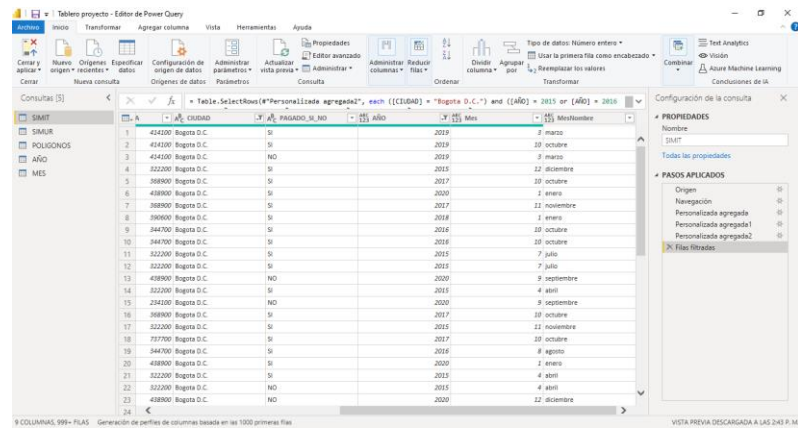 Tablero proyecto - Editor de Power Query
Archivo Inicio Transformar Agregar columna Vista Herramientas Ayuda
Cerrar y aplicar
Nuevo origen
Orígenes recientes
Especificar datos
Configuración de origen de datos
Administrar parámetros
Actualizar vista previa
Propiedades
Editor avanzado
Administrar
Administrar columnas
Reducir filas
Dividir columna
Agrupar por
Tipo de datos: Número entero
Usar la primera fila como encabezado
Reemplazar los valores
Combinar
Text Analytics
Visión
Azure Machine Learning
Cerrar Nueva consulta Orígenes de datos Parámetros Consulta Ordenar Transformar Conclusiones de IA
Consultas [5]
SIMIT
SIMUR
POLIGONOS
AÑO
MES
= Table.SelectRows(#"Personalizada agregada2", each ([CIUDAD] = "Bogota D.C.") and ([AÑO] = 2015 or [AÑO] = 2016
A CIUDAD PAGADO_SI_NO AÑO Mes MesNombre
1 414100 Bogota D.C. SI 2019 3 marzo
2 414100 Bogota D.C. SI 2019 10 octubre
3 414100 Bogota D.C. NO 2019 3 marzo
4 322200 Bogota D.C. SI 2015 12 diciembre
5 368900 Bogota D.C. SI 2017 10 octubre
6 438900 Bogota D.C. SI 2020 1 enero
7 368900 Bogota D.C. SI 2017 11 noviembre
8 390600 Bogota D.C. SI 2018 1 enero
9 344700 Bogota D.C. SI 2016 10 octubre
10 344700 Bogota D.C. SI 2016 10 octubre
11 322200 Bogota D.C. SI 2015 7 julio
12 322200 Bogota D.C. SI 2015 7 julio
13 438900 Bogota D.C. NO 2020 9 septiembre
14 322200 Bogota D.C. SI 2015 4 abril
15 234100 Bogota D.C. NO 2020 9 septiembre
16 368900 Bogota D.C. SI 2017 10 octubre
17 322200 Bogota D.C. SI 2015 11 noviembre
18 737700 Bogota D.C. SI 2017 10 octubre
19 344700 Bogota D.C. SI 2016 8 agosto
20 438900 Bogota D.C. SI 2020 1 enero
21 322200 Bogota D.C. SI 2015 4 abril
22 322200 Bogota D.C. NO 2015 4 abril
23 438900 Bogota D.C. NO 2020 12 diciembre
24
Configuración de la consulta
PROPIEDADES
Nombre
SIMIT
Todas las propiedades
PASOS APLICADOS
Origen
Navegación
Personalizada agregada
Personalizada agregada1
Personalizada agregada2
Filas filtradas
9 COLUMNAS, 999+ FILAS Generación de perfiles de columnas basada en las 1000 primeras filas
VISTA PREVIA DESCARGADA A LAS 2:43 P. M.